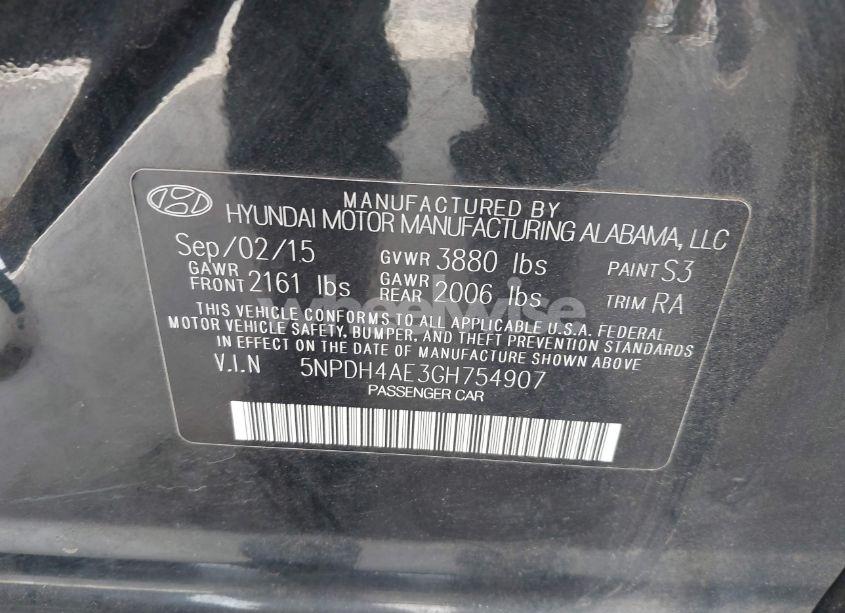 MANUFACTURED BY
HYUNDAI MOTOR MANUFACTURING ALABAMA, LLC
Sep/02/15 GVWR 3880 lbs PAINT S3
GAWR FRONT 2161 lbs GAWR REAR 2006 lbs TRIM RA
THIS VEHICLE CONFORMS TO ALL APPLICABLE U.S.A. FEDERAL
MOTOR VEHICLE SAFETY, BUMPER, AND THEFT PREVENTION STANDARDS
IN EFFECT ON THE DATE OF MANUFACTURE SHOWN ABOVE
V.I.N 5NPDH4AE3GH754907
PASSENGER CAR
wheelwise